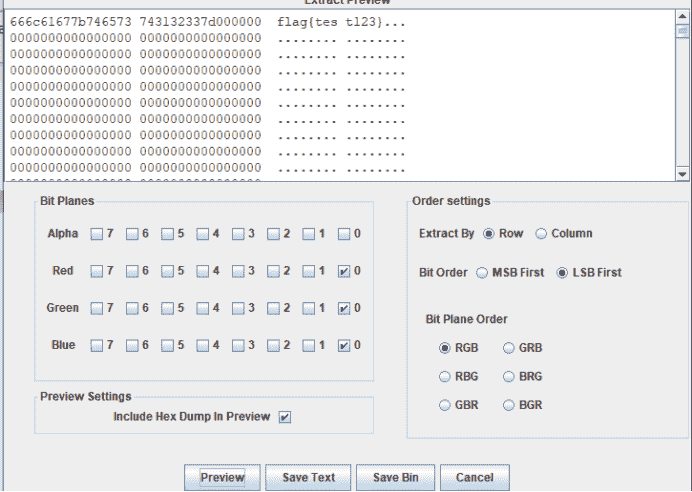 Extract Preview
666c61677b746573 743132337d000000 flag{tes t123}...
0000000000000000 0000000000000000 ........ ........
0000000000000000 0000000000000000 ........ ........
0000000000000000 0000000000000000 ........ ........
0000000000000000 0000000000000000 ........ ........
0000000000000000 0000000000000000 ........ ........
0000000000000000 0000000000000000 ........ ........
0000000000000000 0000000000000000 ........ ........
0000000000000000 0000000000000000 ........ ........
0000000000000000 0000000000000000 ........ ........
Bit Planes
Alpha 7 6 5 4 3 2 1 0
Red 7 6 5 4 3 2 1 0
Green 7 6 5 4 3 2 1 0
Blue 7 6 5 4 3 2 1 0
Preview Settings
Include Hex Dump In Preview
Order settings
Extract By Row Column
Bit Order MSB First LSB First
Bit Plane Order
RGB GRB
RBG BRG
GBR BGR
Preview Save Text Save Bin Cancel